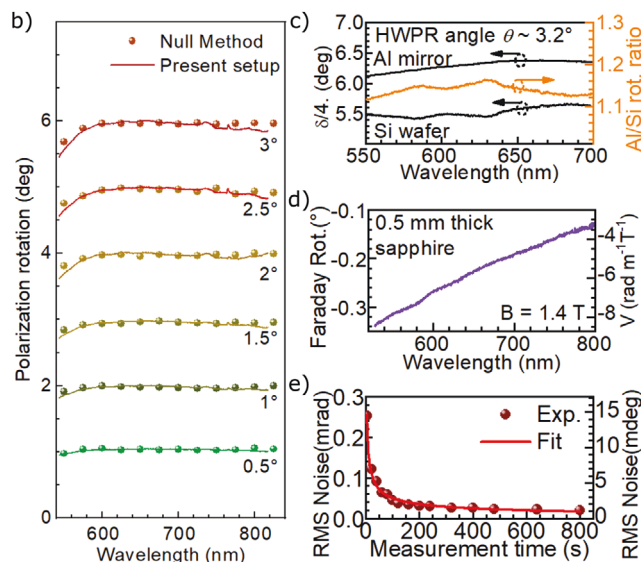 b)
Null Method
Present setup
Polarization rotation (deg)
8
6
4
2
0
3°
2.5°
2°
1.5°
1°
0.5°
600 700 800
Wavelength (nm)
c)
HWPR angle θ ~ 3.2°
Al mirror
Si wafer
δ/4. (deg)
7.0
6.5
6.0
5.5
Al/Si rot. ratio
1.3
1.2
1.1
550 600 650 700
Wavelength (nm)
d)
0.5 mm thick
sapphire
B = 1.4 T
Faraday Rot.(°)
-0.1
-0.2
-0.3
V (rad m⁻¹T⁻¹)
-4
-6
-8
600 700 800
Wavelength (nm)
e)
Exp.
Fit
RMS Noise(mrad)
0.3
0.2
0.1
0.0
RMS Noise(mdeg)
15
10
5
0
0 200 400 600 800
Measurement time (s)